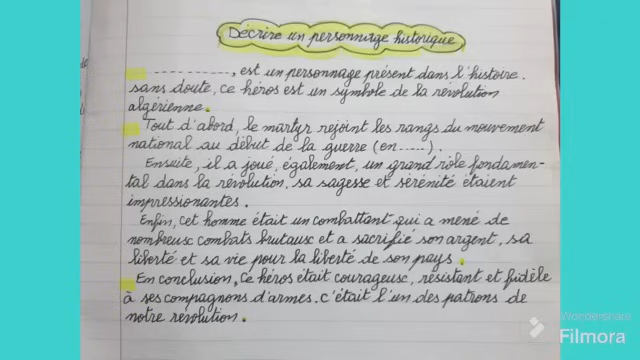 Décrire un personnage historique.
-----------, est un personnage présent dans l'histoire.
sans doute, ce héros est un symbole de la révolution
algérienne.
Tout d'abord, le martyr rejoint les rangs du mouvement
national au début de la guerre (en-----).
Ensuite, il a joué, également, un grand rôle fondamen-
tal dans la révolution, sa sagesse et sérénité étaient
impressionantes.
Enfin, cet homme était un combattant qui a mené de
nombreux combats brutaux et a sacrifié son argent, sa
liberté et sa vie pour la liberté de son pays.
En conclusion, ce héros était courageux, résistant et fidèle
à ses compagnons d'armes. C'était l'un des patrons de
notre révolution.
Wondershare
Filmora